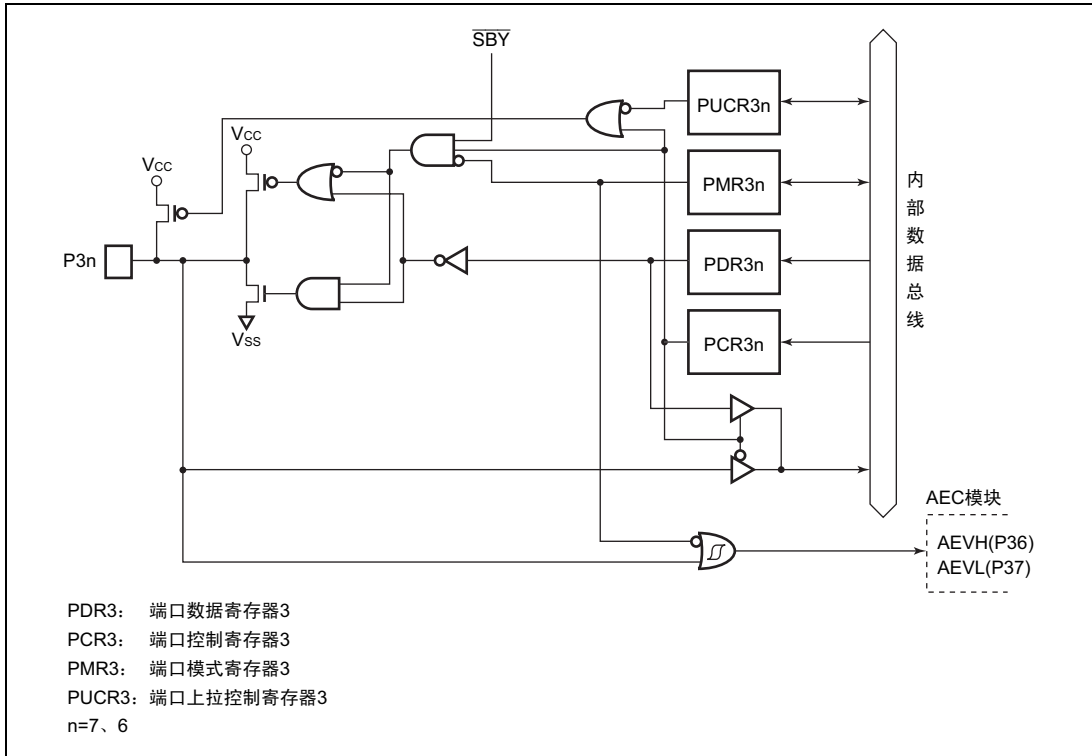 S̅B̅Y̅
PUCR3n
VCC
PMR3n
VCC
内部数据总线
P3n
PDR3n
VSS
PCR3n
AEC模块
AEVH(P36)
AEVL(P37)
PDR3： 端口数据寄存器3
PCR3： 端口控制寄存器3
PMR3： 端口模式寄存器3
PUCR3：端口上拉控制寄存器3
n=7、6